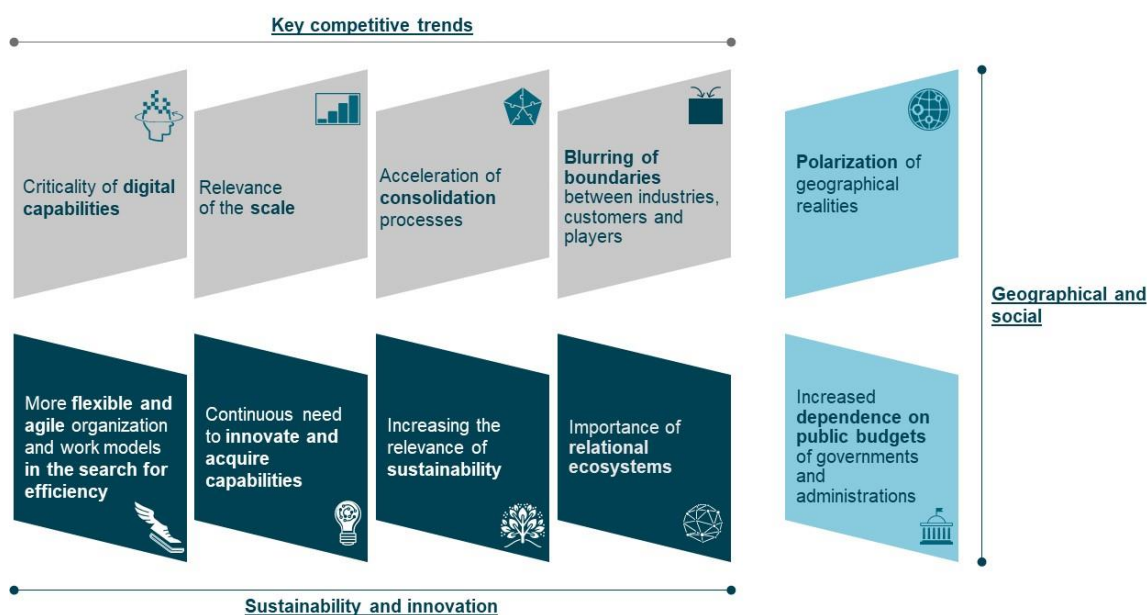 Key competitive trends
Criticality of digital
capabilities
Relevance
of the scale
Acceleration of
consolidation
processes
Blurring of
boundaries
between industries,
customers and
players
Polarization of
geographical
realities
Geographical and
social
More flexible and
agile organization
and work models
in the search for
efficiency
Continuous need
to innovate and
acquire
capabilities
Increasing the
relevance of
sustainability
Importance of
relational
ecosystems
Increased
dependence on
public budgets
of governments
and
administrations
Sustainability and innovation